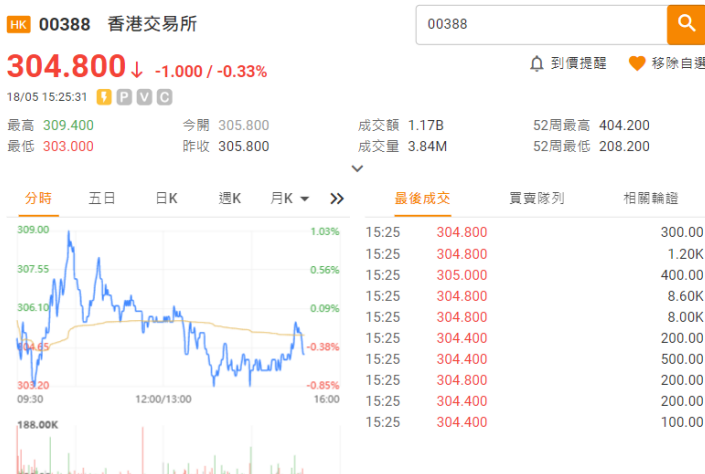 HK 00388 香港交易所
00388
304.800↓ -1.000 / -0.33%
到價提醒 移除自選
18/05 15:25:31 P V C
最高 309.400 今開 305.800 成交額 1.17B 52周最高 404.200
最低 303.000 昨收 305.800 成交量 3.84M 52周最低 208.200
分時 五日 日K 週K 月K
最後成交 買賣隊列 相關輪證
309.00 1.03%
307.55 0.56%
306.10 0.09%
304.65 -0.38%
303.20 -0.85%
09:30 12:00/13:00 16:00
188.00K
15:25 304.800 300.00
15:25 304.800 1.20K
15:25 305.000 400.00
15:25 304.800 8.60K
15:25 304.800 8.00K
15:25 304.400 200.00
15:25 304.400 500.00
15:25 304.800 200.00
15:25 304.400 200.00
15:25 304.400 100.00